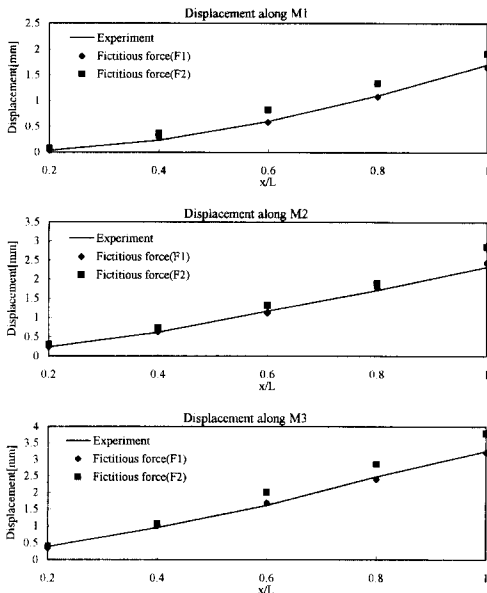 Displacement along M1
2.5
2
1.5
1
0.5
0
Displacement[mm]
Experiment
Fictitious force(F1)
Fictitious force(F2)
0.2 0.4 0.6 0.8 1
x/L
Displacement along M2
3.5
3
2.5
2
1.5
1
0.5
0
Displacement[mm]
Experiment
Fictitious force(F1)
Fictitious force(F2)
0.2 0.4 0.6 0.8 1
x/L
Displacement along M3
4
3.5
3
2.5
2
1.5
1
0.5
0
Displacement[mm]
Experiment
Fictitious force(F1)
Fictitious force(F2)
0.2 0.4 0.6 0.8 1
x/L